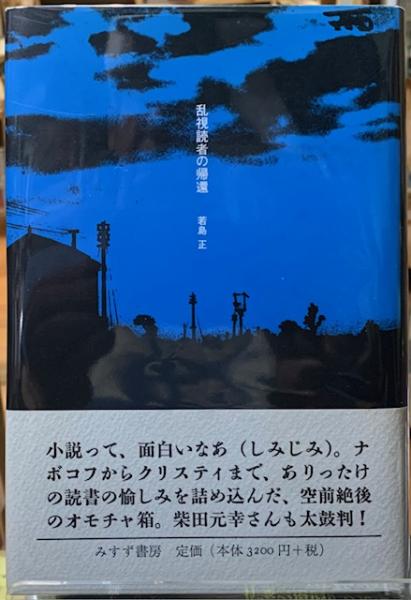 乱視読者の帰還
若島 正
小説って、面白いなあ（しみじみ）。ナ
ボコフからクリスティまで、ありったけ
の読書の愉しみを詰め込んだ、空前絶後
のオモチャ箱。柴田元幸さんも太鼓判！
みすず書房　定価（本体3200円+税）